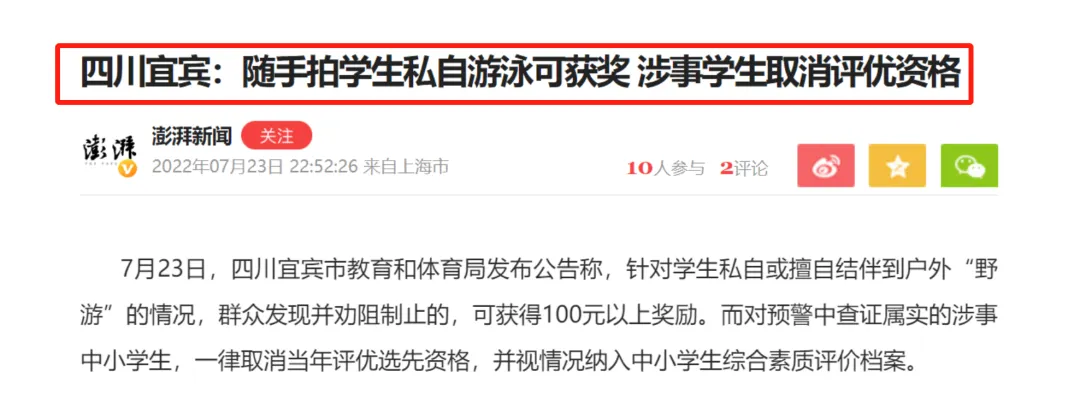 四川宜宾：随手拍学生私自游泳可获奖 涉事学生取消评优资格
澎湃
澎湃新闻 关注
2022年07月23日 22:52:26 来自上海市
10人参与 2评论
7月23日，四川宜宾市教育和体育局发布公告称，针对学生私自或擅自结伴到户外“野
游”的情况，群众发现并劝阻制止的，可获得100元以上奖励。而对预警中查证属实的涉事
中小学生，一律取消当年评优选先资格，并视情况纳入中小学生综合素质评价档案。